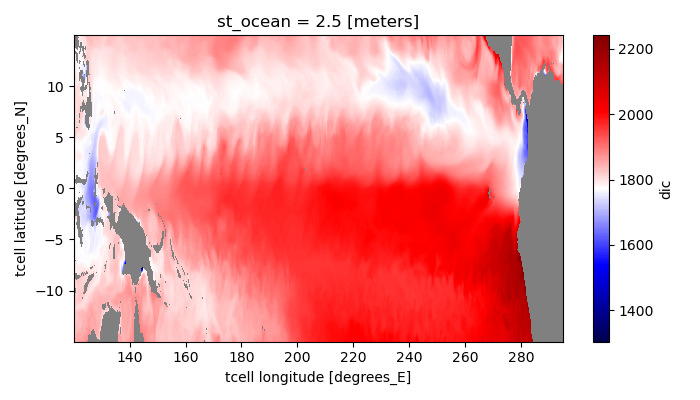 st_ocean = 2.5 [meters]
10
5
0
−5
−10
tcell latitude [degrees_N]
140 160 180 200 220 240 260 280
tcell longitude [degrees_E]
2200
2000
1800
1600
1400
dic